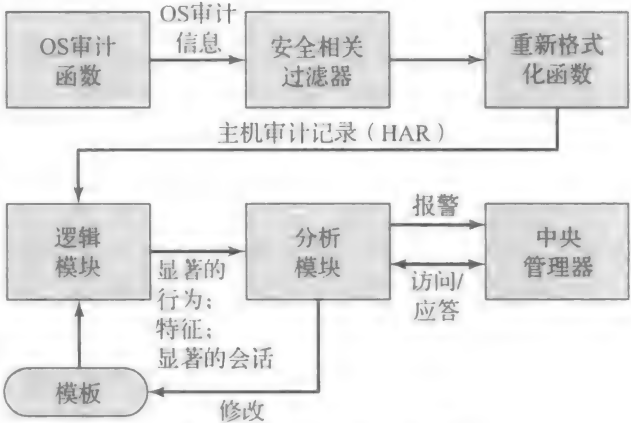 OS审计
函数
OS审计
信息
安全相关
过滤器
重新格式
化函数
主机审计记录（HAR）
逻辑
模块
显著的
行为；
特征；
显著的会话
分析
模块
报警
访问/
应答
中央
管理器
模板
修改